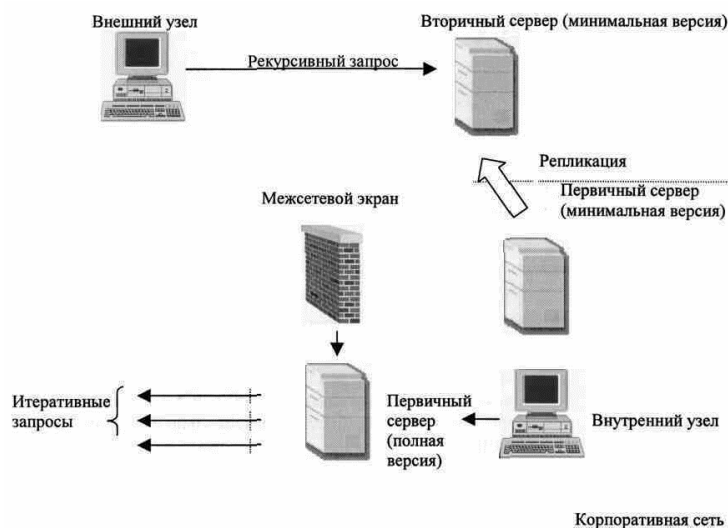 Внешний узел
Вторичный сервер (минимальная версия)
Рекурсивный запрос
Репликация
Первичный сервер
(минимальная версия)
Межсетевой экран
Итеративные
запросы
Первичный
сервер
(полная
версия)
Внутренний узел
Корпоративная сеть